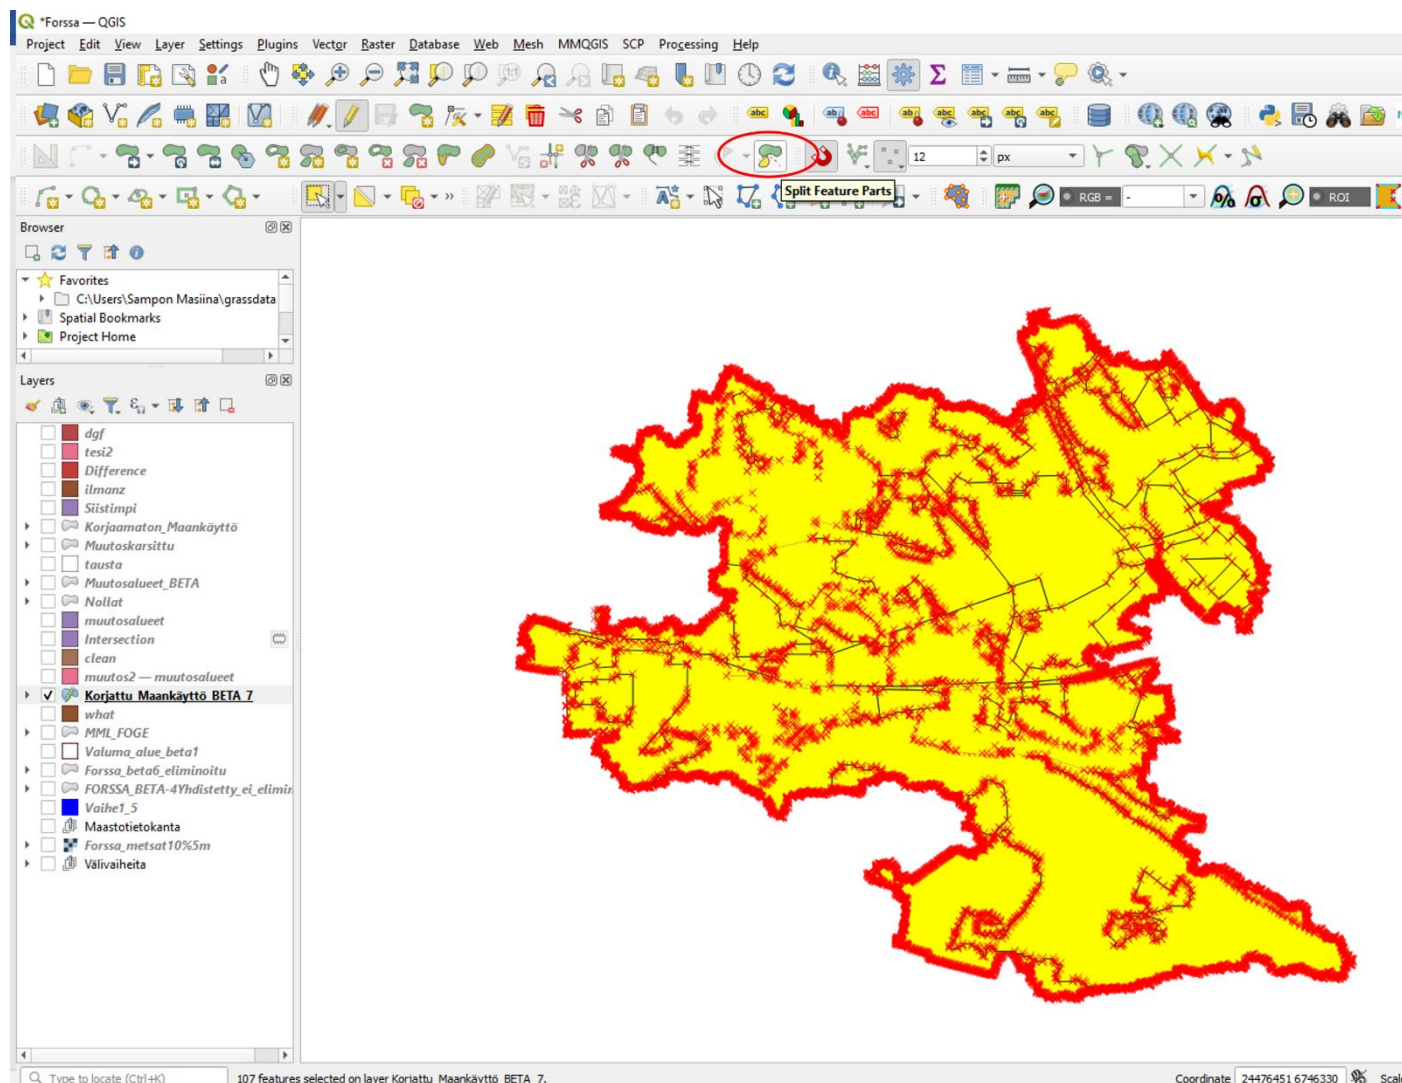 *Forssa — QGIS
Project Edit View Layer Settings Plugins Vector Raster Database Web Mesh MMQGIS SCP Processing Help
12 px
Split Feature Parts
RGB = - ROI
Browser
Favorites
C:\Users\Sampon Masiina\grassdata
Spatial Bookmarks
Project Home
Layers
dgf
tesi2
Difference
ilmanz
Siistimpi
Korjaamaton_Maankäyttö
Muutoskarsittu
tausta
Muutosalueet_BETA
Nollat
muutosalueet
Intersection
clean
muutos2 — muutosalueet
Korjattu_Maankäyttö_BETA_7
what
MML_FOGE
Valuma_alue_beta1
Forssa_beta6_eliminoitu
FORSSA_BETA-4Yhdistetty_ei_elimin
Vaihe1_5
Maastotietokanta
Forssa_metsat10%5m
Välivaiheita
Type to locate (Ctrl+K) 107 features selected on layer Korjattu_Maankäyttö_BETA_7. Coordinate 24476451 6746330 Scal